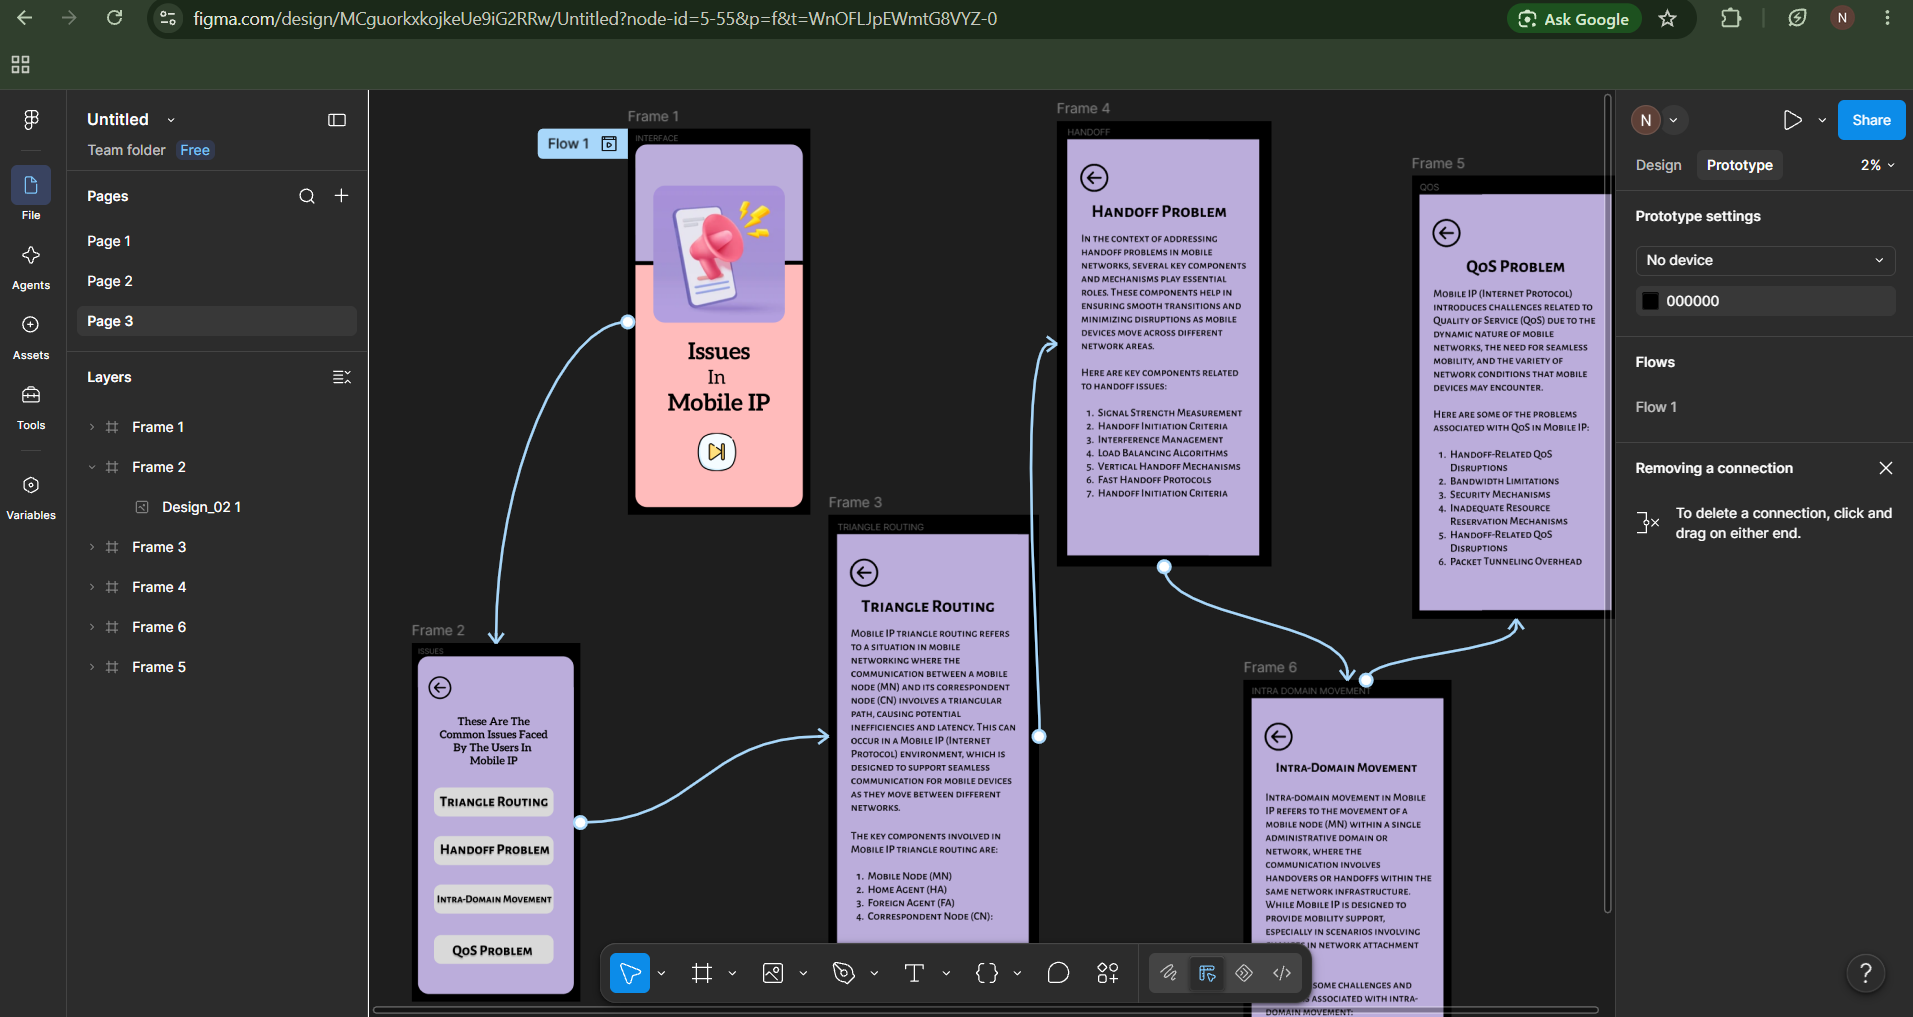 figma.com/design/MCguorkxkojkeUe9iG2RRw/Untitled?node-id=5-55&p=f&t=WnOFLJpEWmtG8VYZ-0
Ask Google
N
File
Agents
Assets
Tools
Variables
Untitled
Team folder Free
Pages
Page 1
Page 2
Page 3
Layers
Frame 1
Frame 2
Design_02 1
Frame 3
Frame 4
Frame 6
Frame 5
Flow 1
Frame 1
INTERFACE
Issues
In
Mobile IP
Frame 2
ISSUES
These Are The
Common Issues Faced
By The Users In
Mobile IP
Triangle Routing
Handoff Problem
Intra-Domain Movement
QoS Problem
Frame 3
TRIANGLE ROUTING
Triangle Routing
Mobile IP triangle routing refers
to a situation in mobile
networking where the
communication between a mobile
node (MN) and its correspondent
node (CN) involves a triangular
path, causing potential
inefficiencies and latency. This can
occur in a Mobile IP (Internet
Protocol) environment, which is
designed to support seamless
communication for mobile devices
as they move between different
networks.
The key components involved in
Mobile IP triangle routing are:
1. Mobile Node (MN)
2. Home Agent (HA)
3. Foreign Agent (FA)
4. Correspondent Node (CN):
Frame 4
HANDOFF
Handoff Problem
In the context of addressing
handoff problems in mobile
networks, several key components
and mechanisms play essential
roles. These components help in
ensuring smooth transitions and
minimizing disruptions as mobile
devices move across different
network areas.
Here are key components related
to handoff issues:
1. Signal Strength Measurement
2. Handoff Initiation Criteria
3. Interference Management
4. Load Balancing Algorithms
5. Vertical Handoff Mechanisms
6. Fast Handoff Protocols
7. Handoff Initiation Criteria
Frame 5
QOS
QoS Problem
Mobile IP (Internet Protocol)
introduces challenges related to
Quality of Service (QoS) due to the
dynamic nature of mobile
networks, the need for seamless
mobility, and the variety of
network conditions that mobile
devices may encounter.
Here are some of the problems
associated with QoS in Mobile IP:
1. Handoff-Related QoS
Disruptions
2. Bandwidth Limitations
3. Security Mechanisms
4. Inadequate Resource
Reservation Mechanisms
5. Handoff-Related QoS
Disruptions
6. Packet Tunneling Overhead
Frame 6
INTRA DOMAIN MOVEMENT
Intra-Domain Movement
Intra-domain movement in Mobile
IP refers to the movement of a
mobile node (MN) within a single
administrative domain or
network, where the
communication involves
handovers or handoffs within the
same network infrastructure.
While Mobile IP is designed to
provide mobility support,
especially in scenarios involving
in network attachment
some challenges and
associated with intra-
domain movement:
N
Share
Design
Prototype
2%
Prototype settings
No device
000000
Flows
Flow 1
Removing a connection
To delete a connection, click and
drag on either end.
?